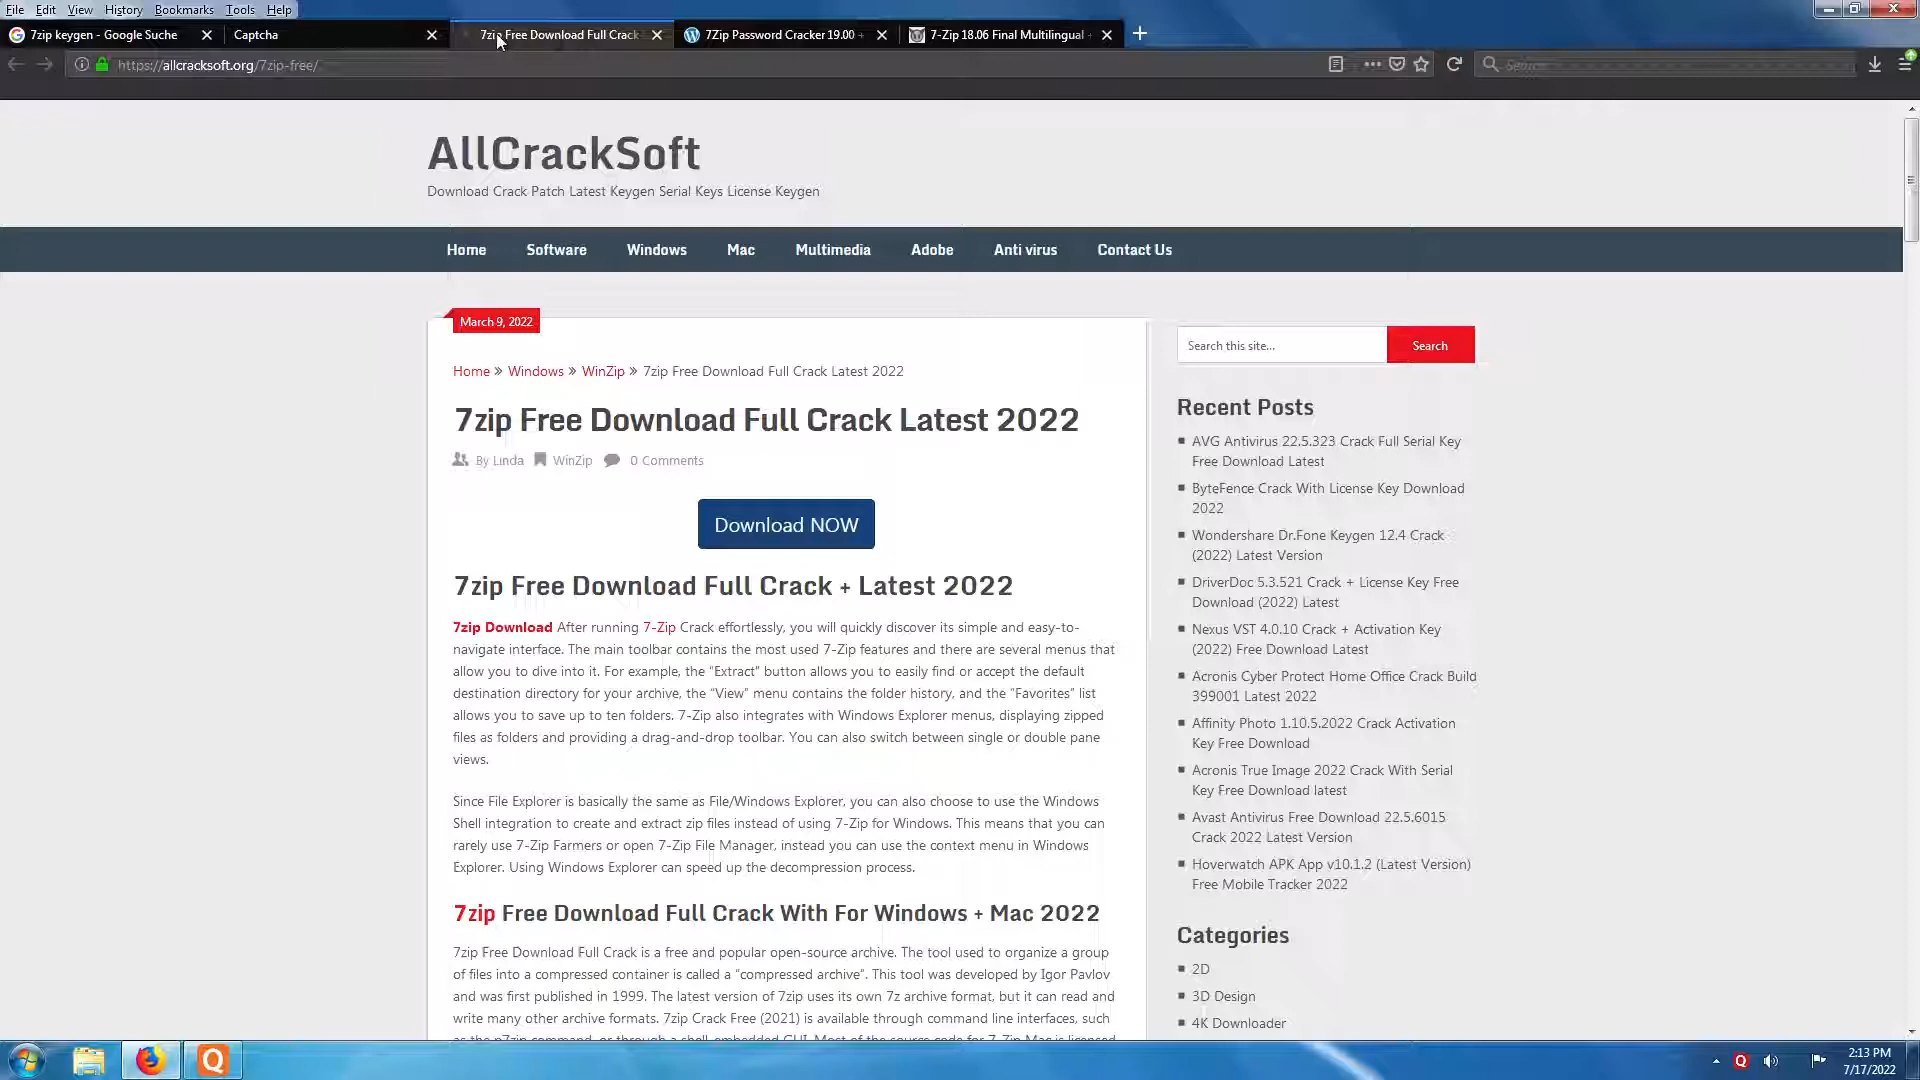 File Edit View History Bookmarks Tools Help
7zip keygen - Google Suche
Captcha
7zip Free Download Full Crack
7Zip Password Cracker 19.00 +
7-Zip 18.06 Final Multilingual
https://allcracksoft.org/7zip-free/
Search
AllCrackSoft
Download Crack Patch Latest Keygen Serial Keys License Keygen
Home Software Windows Mac Multimedia Adobe Anti virus Contact Us
March 9, 2022
Home » Windows » WinZip » 7zip Free Download Full Crack Latest 2022
7zip Free Download Full Crack Latest 2022
By Linda WinZip 0 Comments
Download NOW
7zip Free Download Full Crack + Latest 2022
7zip Download After running 7-Zip Crack effortlessly, you will quickly discover its simple and easy-to-
navigate interface. The main toolbar contains the most used 7-Zip features and there are several menus that
allow you to dive into it. For example, the “Extract” button allows you to easily find or accept the default
destination directory for your archive, the “View” menu contains the folder history, and the “Favorites” list
allows you to save up to ten folders. 7-Zip also integrates with Windows Explorer menus, displaying zipped
files as folders and providing a drag-and-drop toolbar. You can also switch between single or double pane
views.
Since File Explorer is basically the same as File/Windows Explorer, you can also choose to use the Windows
Shell integration to create and extract zip files instead of using 7-Zip for Windows. This means that you can
rarely use 7-Zip Farmers or open 7-Zip File Manager, instead you can use the context menu in Windows
Explorer. Using Windows Explorer can speed up the decompression process.
7zip Free Download Full Crack With For Windows + Mac 2022
7zip Free Download Full Crack is a free and popular open-source archive. The tool used to organize a group
of files into a compressed container is called a “compressed archive”. This tool was developed by Igor Pavlov
and was first published in 1999. The latest version of 7zip uses its own 7z archive format, but it can read and
write many other archive formats. 7zip Crack Free (2021) is available through command line interfaces, such
as the p7zip command, or through a shell-embedded GUI. Most of the source code for 7-Zip Mac is licensed
Search this site...
Search
Recent Posts
AVG Antivirus 22.5.323 Crack Full Serial Key
Free Download Latest
ByteFence Crack With License Key Download
2022
Wondershare Dr.Fone Keygen 12.4 Crack
(2022) Latest Version
DriverDoc 5.3.521 Crack + License Key Free
Download (2022) Latest
Nexus VST 4.0.10 Crack + Activation Key
(2022) Free Download Latest
Acronis Cyber Protect Home Office Crack Build
399001 Latest 2022
Affinity Photo 1.10.5.2022 Crack Activation
Key Free Download
Acronis True Image 2022 Crack With Serial
Key Free Download latest
Avast Antivirus Free Download 22.5.6015
Crack 2022 Latest Version
Hoverwatch APK App v10.1.2 (Latest Version)
Free Mobile Tracker 2022
Categories
2D
3D Design
4K Downloader
2:13 PM
7/17/2022